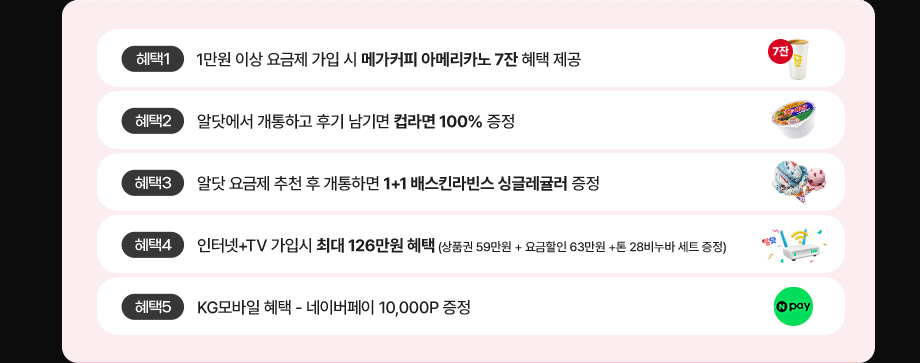 혜택1 1만원 이상 요금제 가입 시 메가커피 아메리카노 7잔 혜택 제공 7잔
혜택2 알닷에서 개통하고 후기 남기면 컵라면 100% 증정
혜택3 알닷 요금제 추천 후 개통하면 1+1 배스킨라빈스 싱글레귤러 증정
혜택4 인터넷+TV 가입시 최대 126만원 혜택 (상품권 59만원 + 요금할인 63만원 +톤 28비누바 세트 증정)
혜택5 KG모바일 혜택 - 네이버페이 10,000P 증정 N pay